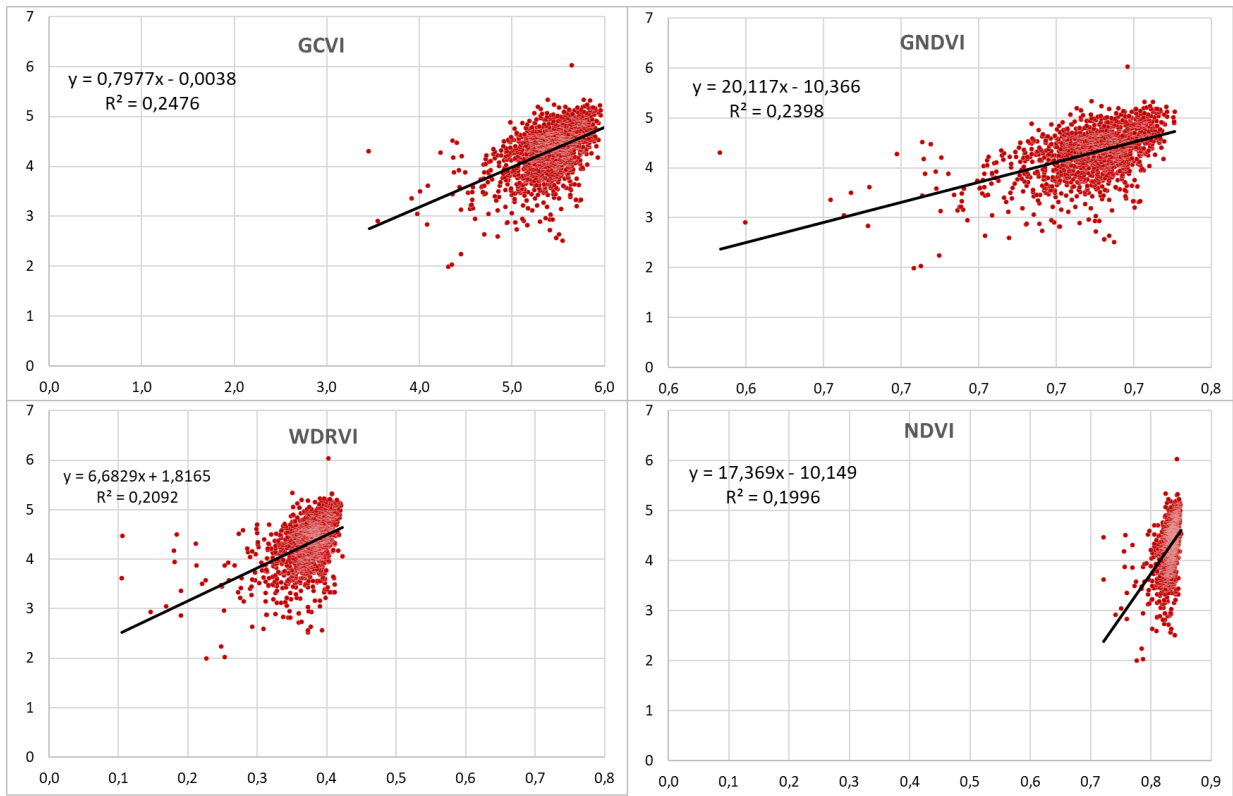 GCVI
y = 0,7977x - 0,0038
R² = 0,2476
7
6
5
4
3
2
1
0
0,0 1,0 2,0 3,0 4,0 5,0 6,0
GNDVI
y = 20,117x - 10,366
R² = 0,2398
7
6
5
4
3
2
1
0
0,6 0,6 0,7 0,7 0,7 0,7 0,7 0,8
WDRVI
y = 6,6829x + 1,8165
R² = 0,2092
7
6
5
4
3
2
1
0
0,0 0,1 0,2 0,3 0,4 0,5 0,6 0,7 0,8
NDVI
y = 17,369x - 10,149
R² = 0,1996
7
6
5
4
3
2
1
0
0,0 0,1 0,2 0,3 0,4 0,5 0,6 0,7 0,8 0,9